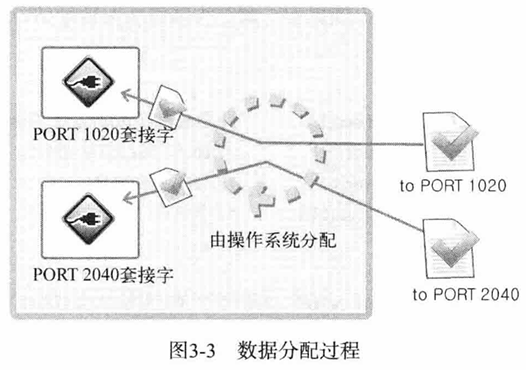 PORT 1020套接字
to PORT 1020
PORT 2040套接字
由操作系统分配
to PORT 2040
图3-3 数据分配过程